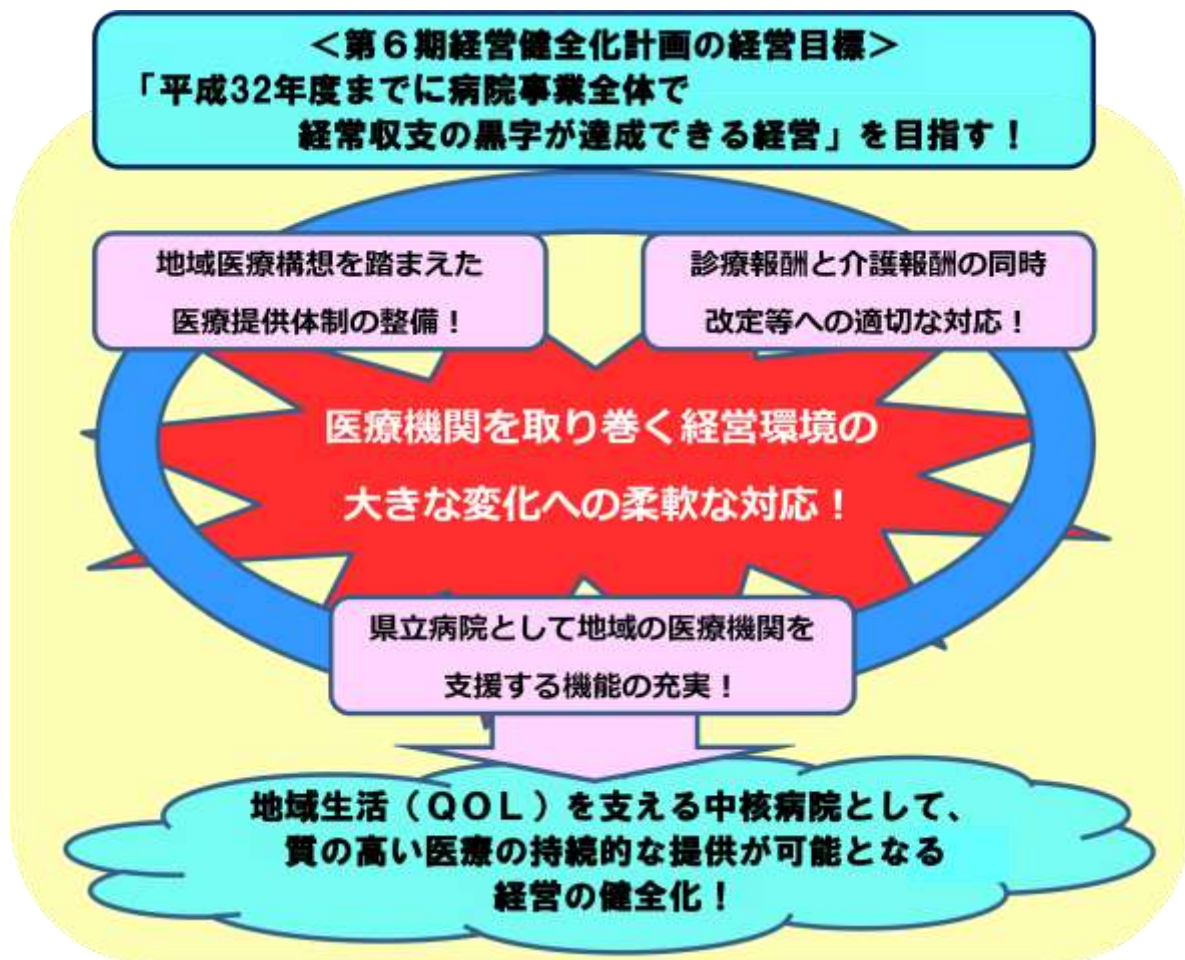 ＜第６期経営健全化計画の経営目標＞
「平成32年度までに病院事業全体で
経常収支の黒字が達成できる経営」を目指す！
地域医療構想を踏まえた
医療提供体制の整備！
診療報酬と介護報酬の同時
改定等への適切な対応！
医療機関を取り巻く経営環境の
大きな変化への柔軟な対応！
県立病院として地域の医療機関を
支援する機能の充実！
地域生活（ＱＯＬ）を支える中核病院として、
質の高い医療の持続的な提供が可能となる
経営の健全化！